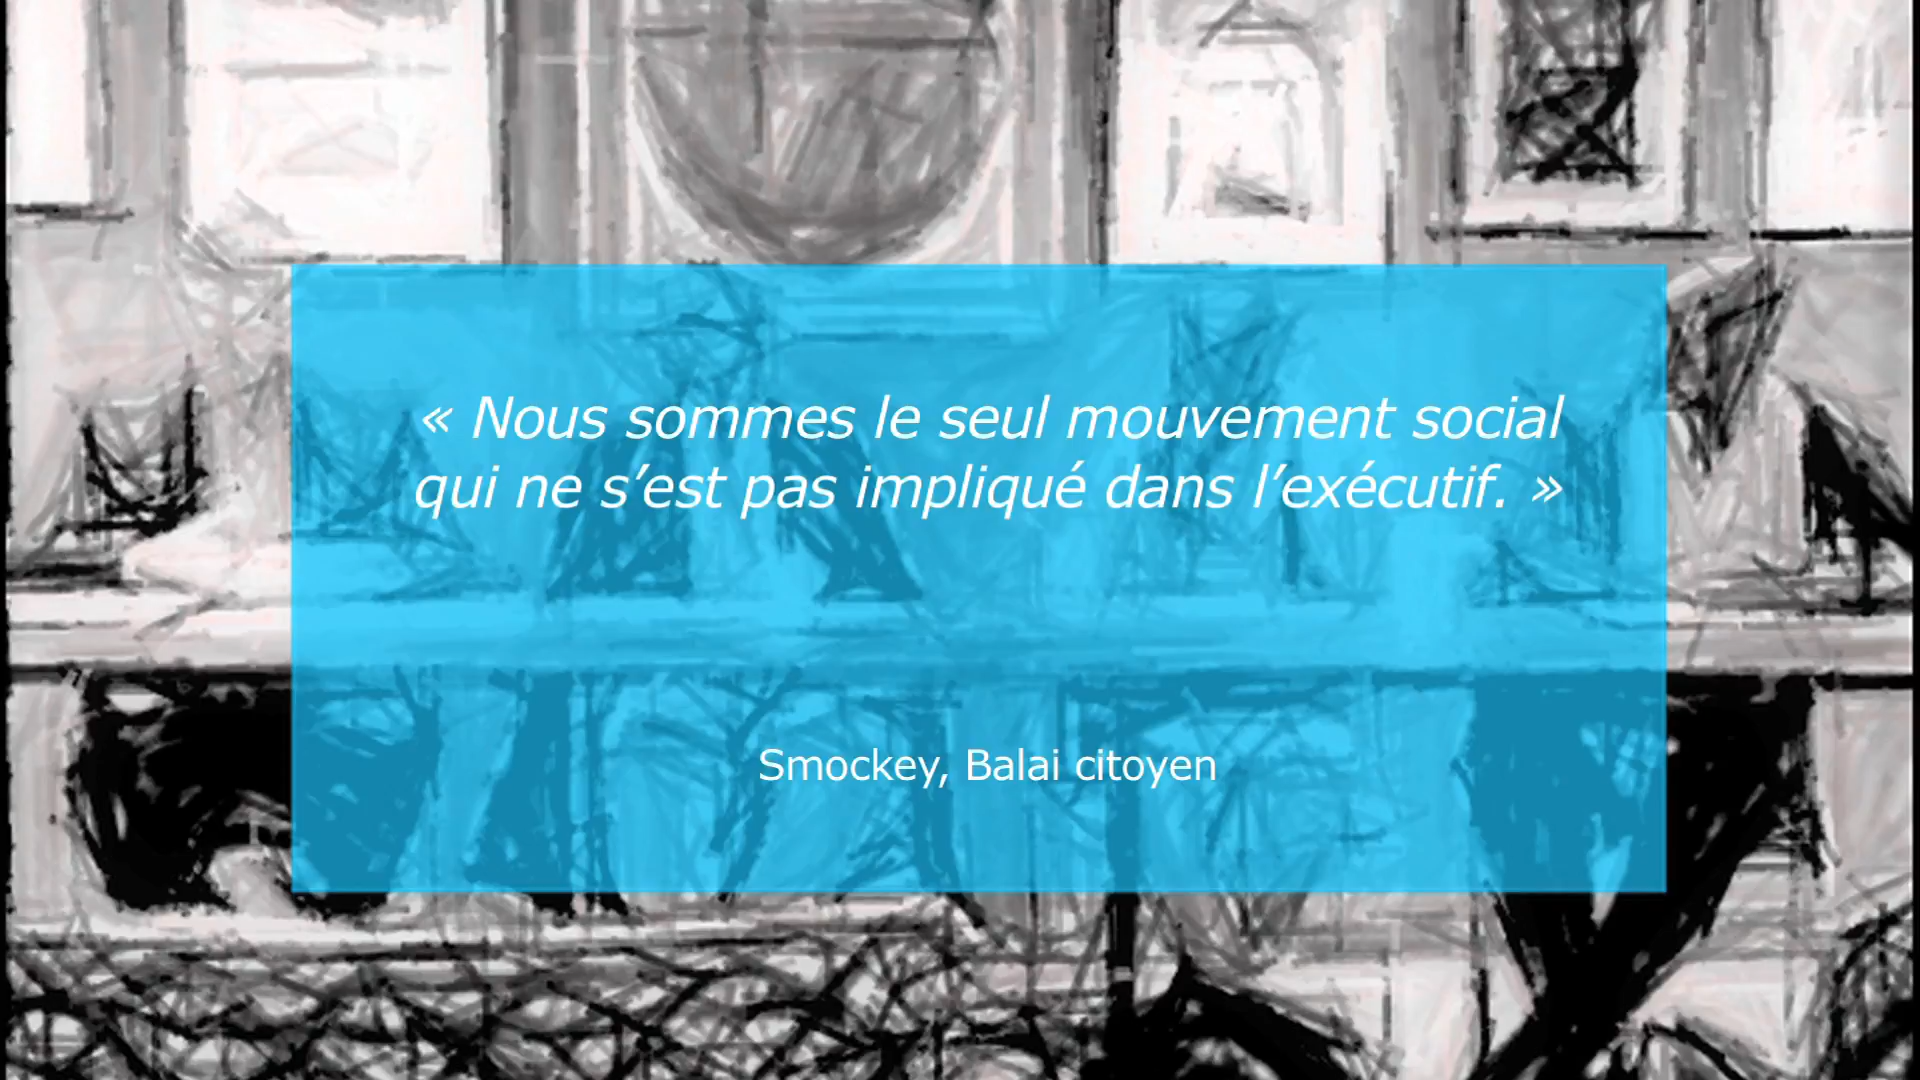 « Nous sommes le seul mouvement social
qui ne s’est pas impliqué dans l’exécutif. »
Smockey, Balai citoyen